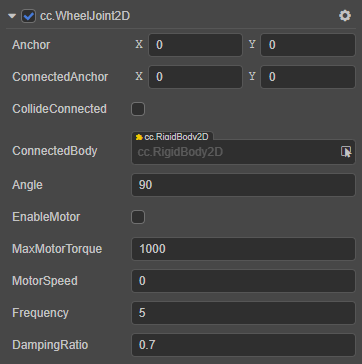 cc.WheelJoint2D
Anchor X 0 Y 0
ConnectedAnchor X 0 Y 0
CollideConnected
cc.RigidBody2D
ConnectedBody cc.RigidBody2D
Angle 90
EnableMotor
MaxMotorTorque 1000
MotorSpeed 0
Frequency 5
DampingRatio 0.7